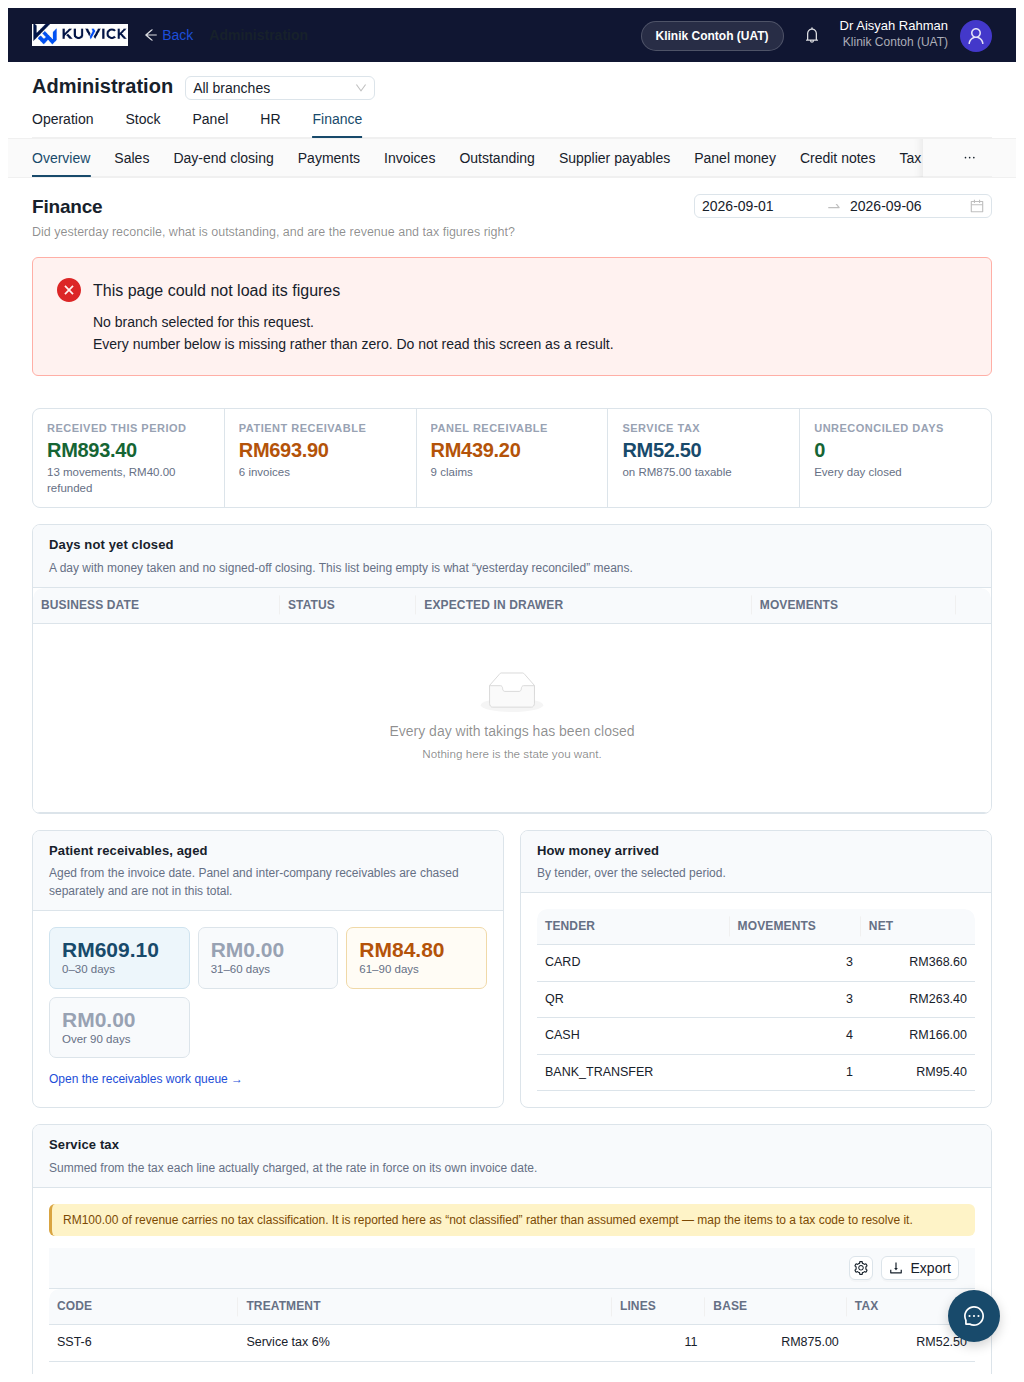 KUVVICK
Back
Administration
Klinik Contoh (UAT)
Dr Aisyah Rahman
Klinik Contoh (UAT)
Administration
All branches
Operation Stock Panel HR Finance
Overview Sales Day-end closing Payments Invoices Outstanding Supplier payables Panel money Credit notes Tax ···
Finance
2026-09-01 → 2026-09-06
Did yesterday reconcile, what is outstanding, and are the revenue and tax figures right?
This page could not load its figures
No branch selected for this request.
Every number below is missing rather than zero. Do not read this screen as a result.
RECEIVED THIS PERIOD
RM893.40
13 movements, RM40.00
refunded
PATIENT RECEIVABLE
RM693.90
6 invoices
PANEL RECEIVABLE
RM439.20
9 claims
SERVICE TAX
RM52.50
on RM875.00 taxable
UNRECONCILED DAYS
0
Every day closed
Days not yet closed
A day with money taken and no signed-off closing. This list being empty is what “yesterday reconciled” means.
BUSINESS DATE STATUS EXPECTED IN DRAWER MOVEMENTS
Every day with takings has been closed
Nothing here is the state you want.
Patient receivables, aged
Aged from the invoice date. Panel and inter-company receivables are chased
separately and are not in this total.
RM609.10
0–30 days
RM0.00
31–60 days
RM84.80
61–90 days
RM0.00
Over 90 days
Open the receivables work queue →
How money arrived
By tender, over the selected period.
TENDER MOVEMENTS NET
CARD 3 RM368.60
QR 3 RM263.40
CASH 4 RM166.00
BANK_TRANSFER 1 RM95.40
Service tax
Summed from the tax each line actually charged, at the rate in force on its own invoice date.
RM100.00 of revenue carries no tax classification. It is reported here as “not classified” rather than assumed exempt — map the items to a tax code to resolve it.
Export
CODE TREATMENT LINES BASE TAX
SST-6 Service tax 6% 11 RM875.00 RM52.50